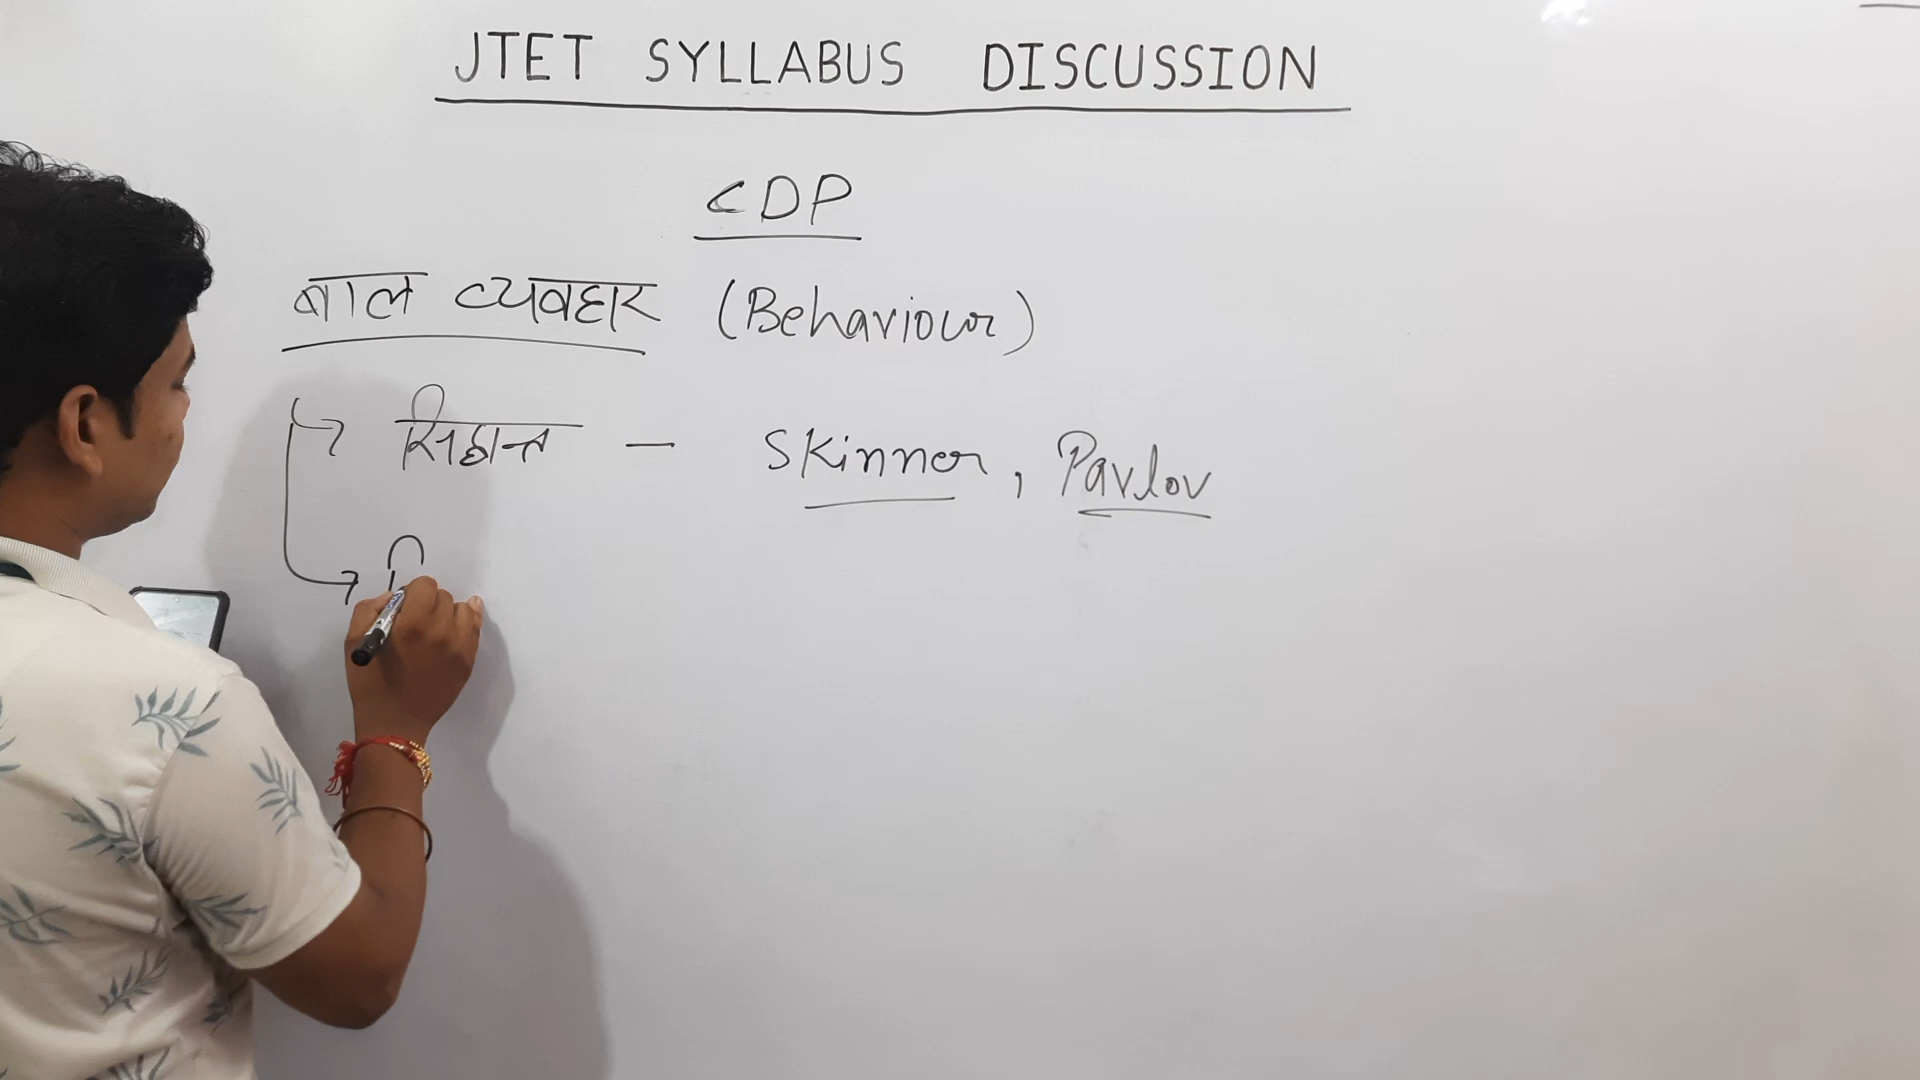 JTET SYLLABUS DISCUSSION
CDP
बाल व्यवहार (Behaviour)
सिद्धान्त — Skinner, Pavlov